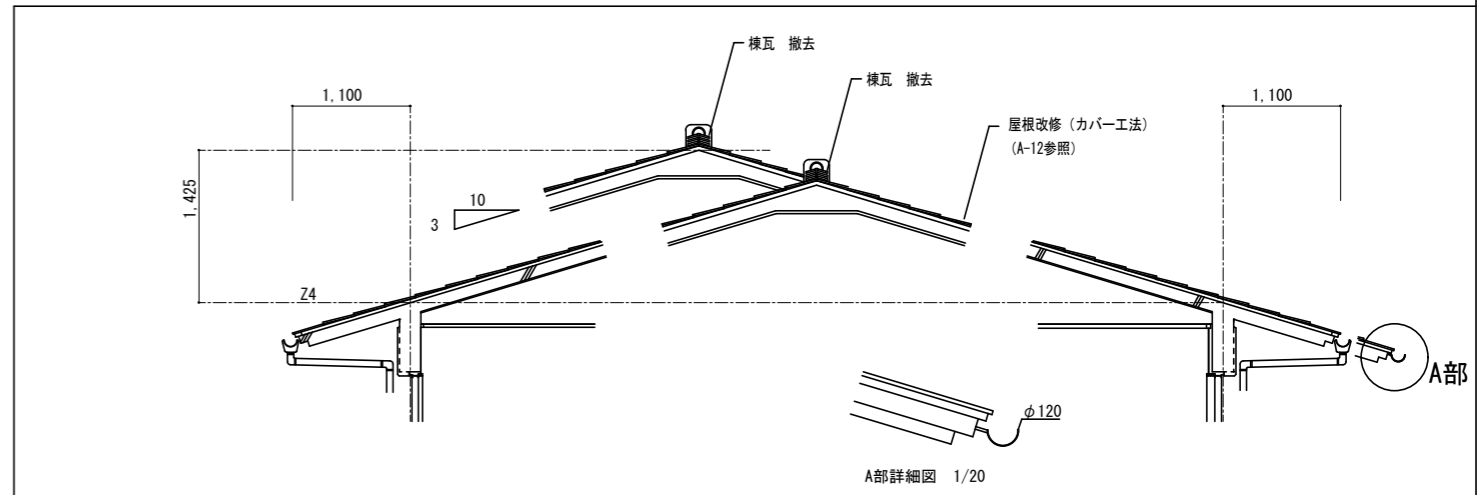 棟瓦　撤去
棟瓦　撤去
1,100
1,100
屋根改修（カバー工法）
（A-12参照）
1,425
10
3
Z4
A部
φ120
A部詳細図　1/20